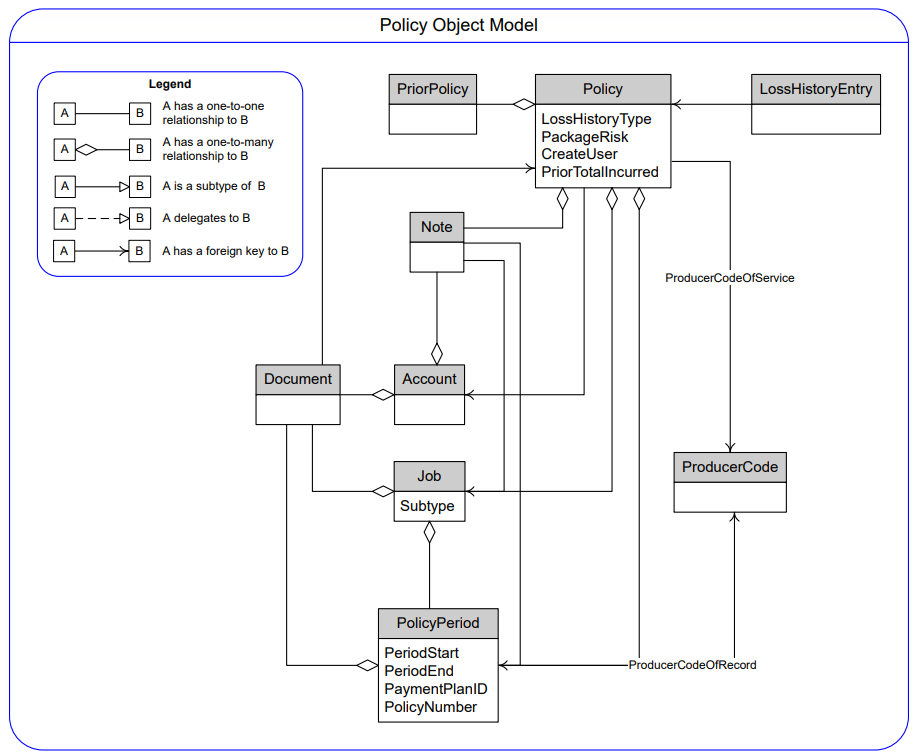 Policy Object Model
Legend
A
B
A has a one-to-one
relationship to B
A
B
A has a one-to-many
relationship to B
A
B
A is a subtype of B
A
B
A delegates to B
A
B
A has a foreign key to B
PriorPolicy
Policy
LossHistoryType
PackageRisk
CreateUser
PriorTotalIncurred
LossHistoryEntry
Note
ProducerCodeOfService
Document
Account
Job
Subtype
ProducerCode
PolicyPeriod
PeriodStart
PeriodEnd
PaymentPlanID
PolicyNumber
ProducerCodeOfRecord